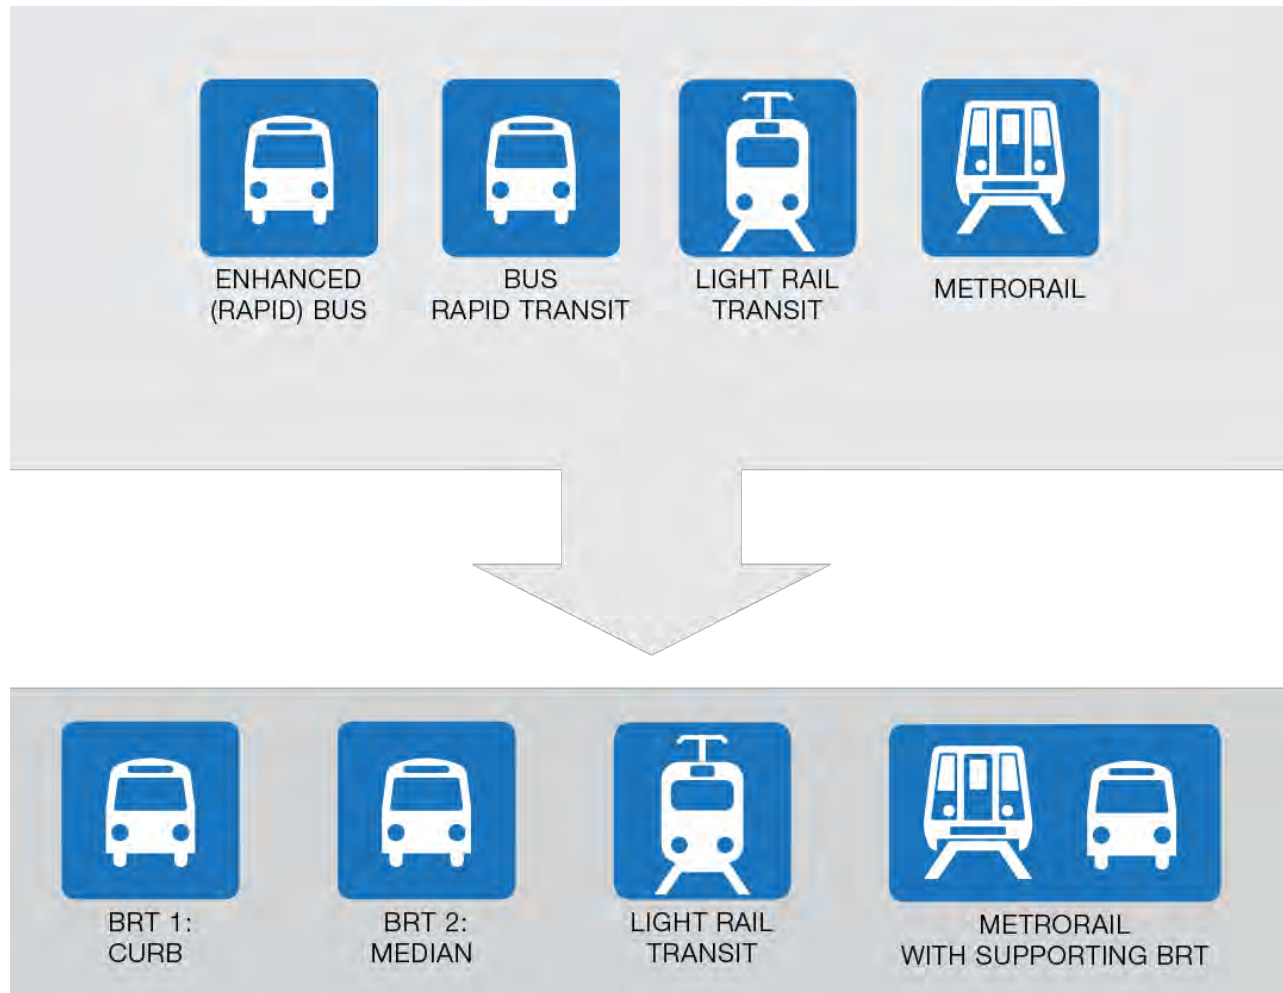 ENHANCED
(RAPID) BUS
BUS
RAPID TRANSIT
LIGHT RAIL
TRANSIT
METRORAIL
BRT 1:
CURB
BRT 2:
MEDIAN
LIGHT RAIL
TRANSIT
METRORAIL
WITH SUPPORTING BRT